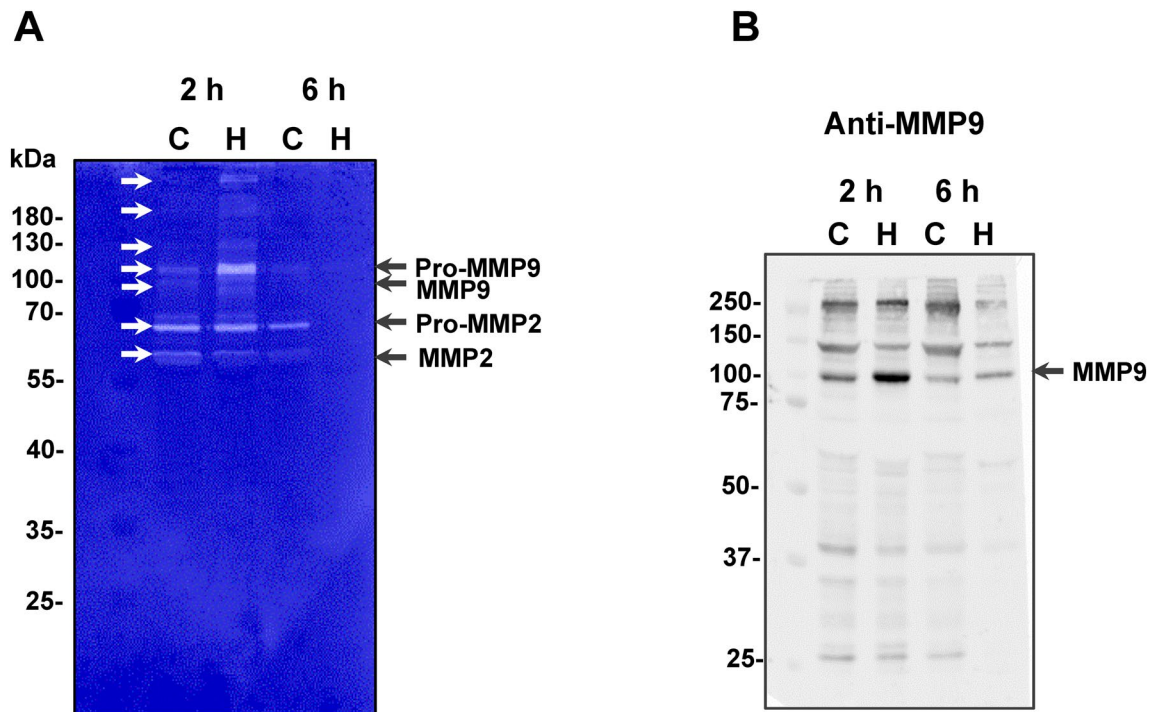 A
2 h 6 h
C H C H
kDa
180-
130-
100-
70-
55-
40-
35-
25-
Pro-MMP9
MMP9
Pro-MMP2
MMP2
B
Anti-MMP9
2 h 6 h
C H C H
250-
150-
100-
75-
50-
37-
25-
MMP9